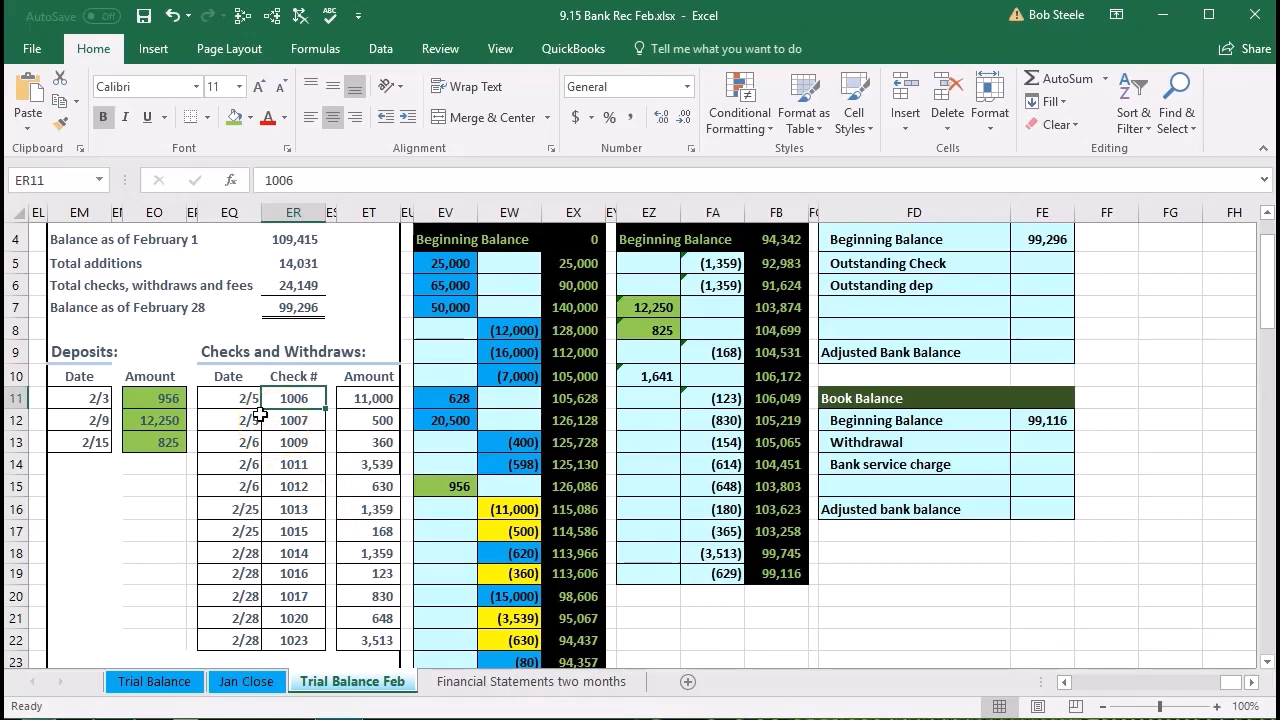 AutoSave Off 9.15 Bank Rec Feb.xlsx - Excel Bob Steele
File Home Insert Page Layout Formulas Data Review View QuickBooks Tell me what you want to do Share
Paste Calibri 11 Wrap Text General Conditional Formatting Format as Table Cell Styles Insert Delete Format AutoSum Sort & Filter Find & Select
B I U Merge & Center $ % Fill
Clear
Clipboard Font Alignment Number Styles Cells Editing
ER11 fx 1006
EL EM EO EQ ER ET EV EW EX EZ FA FB FD FE FF FG FH
4 Balance as of February 1 109,415 Beginning Balance 0 Beginning Balance 94,342 Beginning Balance 99,296
5 Total additions 14,031 25,000 25,000 (1,359) 92,983 Outstanding Check
6 Total checks, withdraws and fees 24,149 65,000 90,000 (1,359) 91,624 Outstanding dep
7 Balance as of February 28 99,296 50,000 140,000 12,250 103,874
8 (12,000) 128,000 825 104,699
9 Deposits: Checks and Withdraws: (16,000) 112,000 (168) 104,531 Adjusted Bank Balance
10 Date Amount Date Check # Amount (7,000) 105,000 1,641 106,172
11 2/3 956 2/5 1006 11,000 628 105,628 (123) 106,049 Book Balance
12 2/9 12,250 2/5 1007 500 20,500 126,128 (830) 105,219 Beginning Balance 99,116
13 2/15 825 2/6 1009 360 (400) 125,728 (154) 105,065 Withdrawal
14 2/6 1011 3,539 (598) 125,130 (614) 104,451 Bank service charge
15 2/6 1012 630 956 126,086 (648) 103,803
16 2/25 1013 1,359 (11,000) 115,086 (180) 103,623 Adjusted bank balance
17 2/25 1015 168 (500) 114,586 (365) 103,258
18 2/28 1014 1,359 (620) 113,966 (3,513) 99,745
19 2/28 1016 123 (360) 113,606 (629) 99,116
20 2/28 1017 830 (15,000) 98,606
21 2/28 1020 648 (3,539) 95,067
22 2/28 1023 3,513 (630) 94,437
23 (80) 94,357
Trial Balance Jan Close Trial Balance Feb Financial Statements two months
Ready 100%